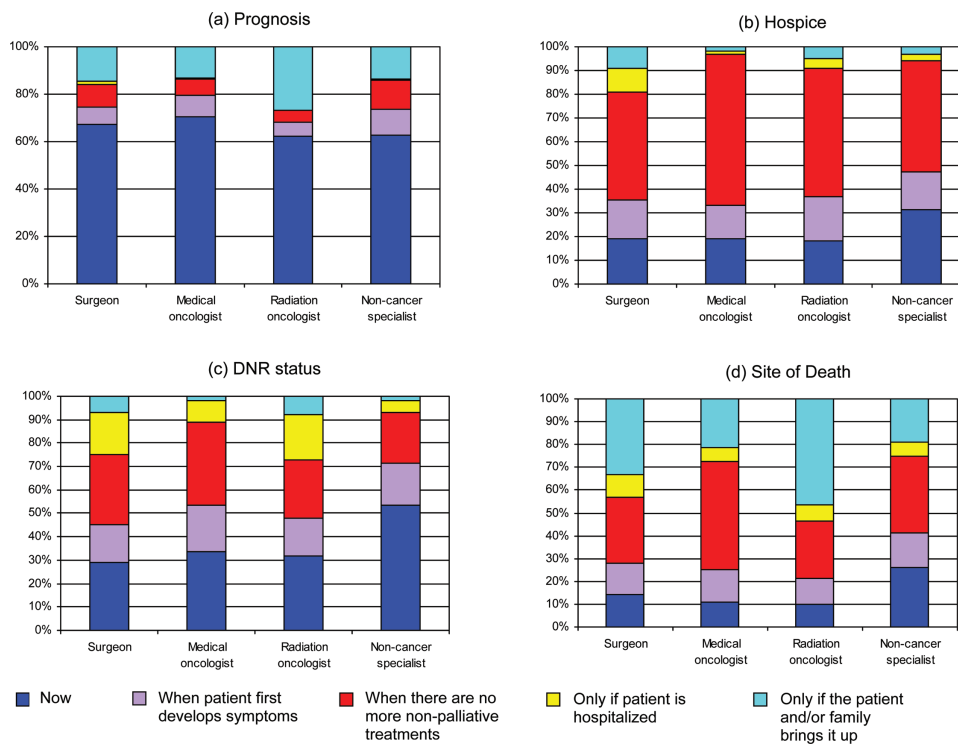 (a) Prognosis
100%
80%
60%
40%
20%
0%
Surgeon
Medical
oncologist
Radiation
oncologist
Non-cancer
specialist
(b) Hospice
100%
90%
80%
70%
60%
50%
40%
30%
20%
10%
0%
Surgeon
Medical
oncologist
Radiation
oncologist
Non-cancer
specialist
(c) DNR status
100%
90%
80%
70%
60%
50%
40%
30%
20%
10%
0%
Surgeon
Medical
oncologist
Radiation
oncologist
Non-cancer
specialist
(d) Site of Death
100%
90%
80%
70%
60%
50%
40%
30%
20%
10%
0%
Surgeon
Medical
oncologist
Radiation
oncologist
Non-cancer
specialist
Now
When patient first
develops symptoms
When there are no
more non-palliative
treatments
Only if patient is
hospitalized
Only if the patient
and/or family
brings it up